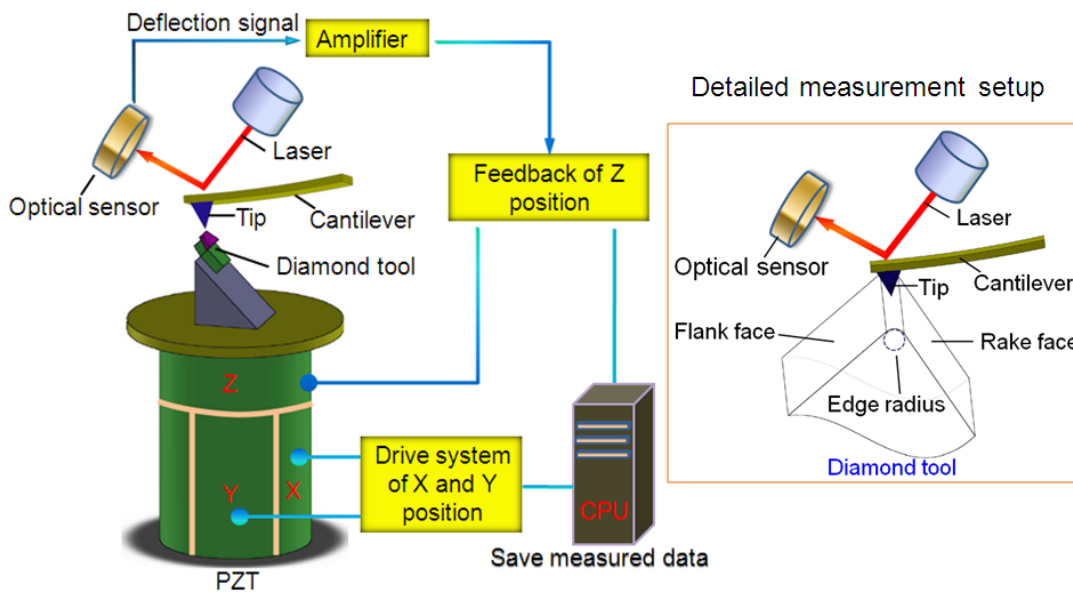 Deflection signal
Amplifier
Laser
Optical sensor
Tip
Cantilever
Diamond tool
Feedback of Z
position
Z
Y
X
Drive system
of X and Y
position
CPU
Save measured data
PZT
Detailed measurement setup
Laser
Optical sensor
Cantilever
Tip
Flank face
Rake face
Edge radius
Diamond tool